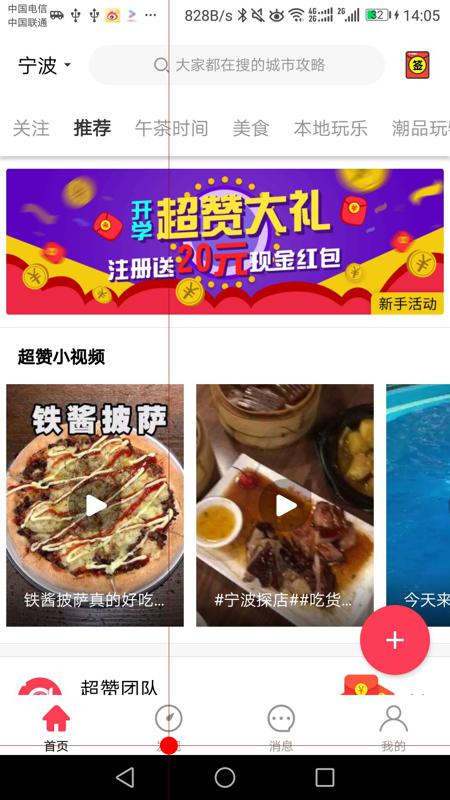 中国电信
中国联通
828B/s
4G
2G
2G
32
14:05
宁波
大家都在搜的城市攻略
签
关注 推荐 午茶时间 美食 本地玩乐 潮品玩
开学
超赞大礼
注册送20元现金红包
新手活动
超赞小视频
铁酱披萨
铁酱披萨真的好吃...
#宁波探店##吃货...
今天来
超赞团队
首页
消息
我的